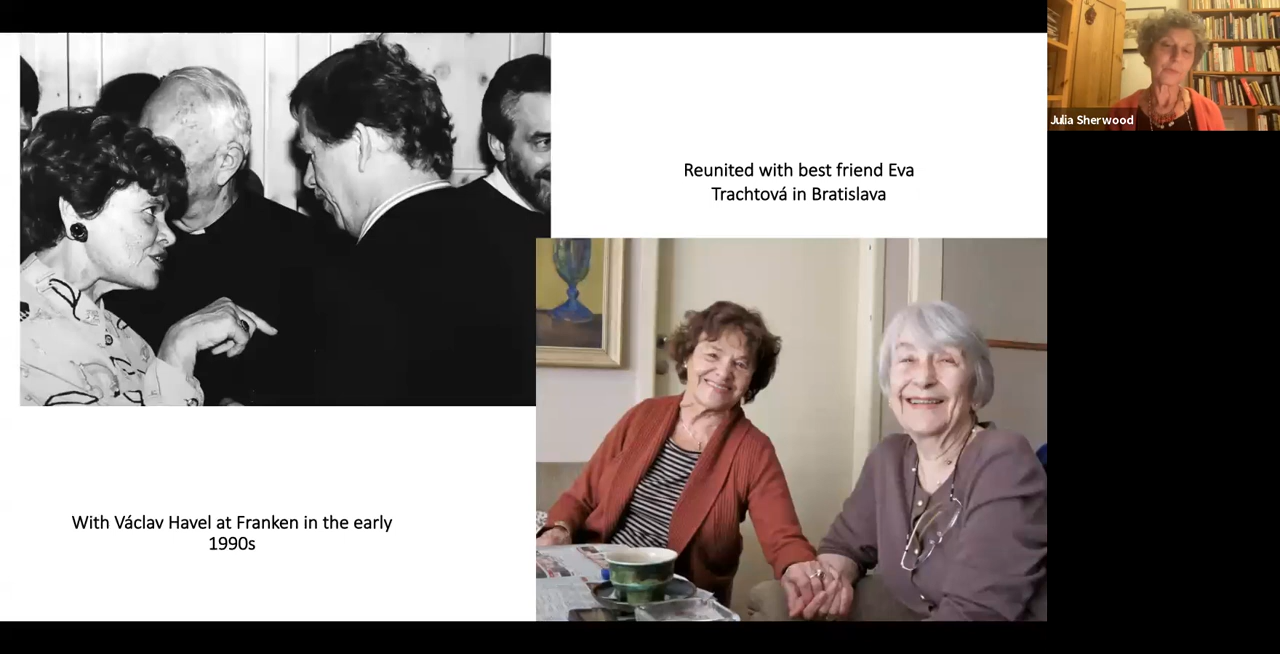 Julia Sherwood
Reunited with best friend Eva
Trachtová in Bratislava
With Václav Havel at Franken in the early
1990s